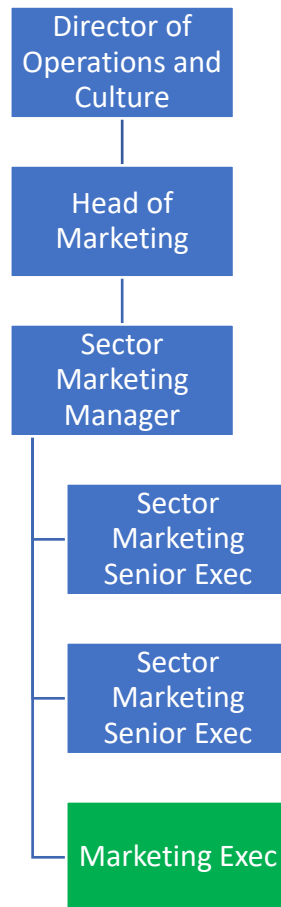 Director of
Operations and
Culture
Head of
Marketing
Sector
Marketing
Manager
Sector
Marketing
Senior Exec
Sector
Marketing
Senior Exec
Marketing Exec